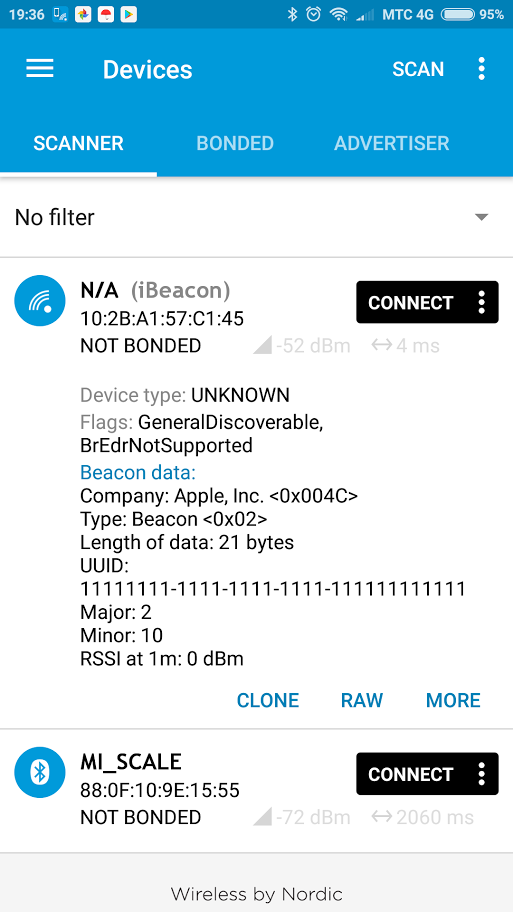 19:36 MTC 4G 95%
Devices SCAN
SCANNER BONDED ADVERTISER
No filter
N/A (iBeacon)
CONNECT
10:2B:A1:57:C1:45
NOT BONDED -52 dBm 4 ms
Device type: UNKNOWN
Flags: GeneralDiscoverable,
BrEdrNotSupported
Beacon data:
Company: Apple, Inc. <0x004C>
Type: Beacon <0x02>
Length of data: 21 bytes
UUID:
11111111-1111-1111-1111-111111111111
Major: 2
Minor: 10
RSSI at 1m: 0 dBm
CLONE RAW MORE
MI_SCALE
CONNECT
88:0F:10:9E:15:55
NOT BONDED -72 dBm 2060 ms
Wireless by Nordic